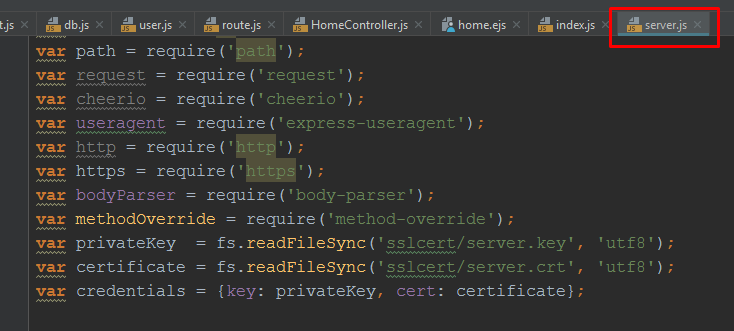 t.js db.js user.js route.js HomeController.js home.ejs index.js server.js
var path = require('path');
var request = require('request');
var cheerio = require('cheerio');
var useragent = require('express-useragent');
var http = require('http');
var https = require('https');
var bodyParser = require('body-parser');
var methodOverride = require('method-override');
var privateKey  = fs.readFileSync('sslcert/server.key', 'utf8');
var certificate = fs.readFileSync('sslcert/server.crt', 'utf8');
var credentials = {key: privateKey, cert: certificate};